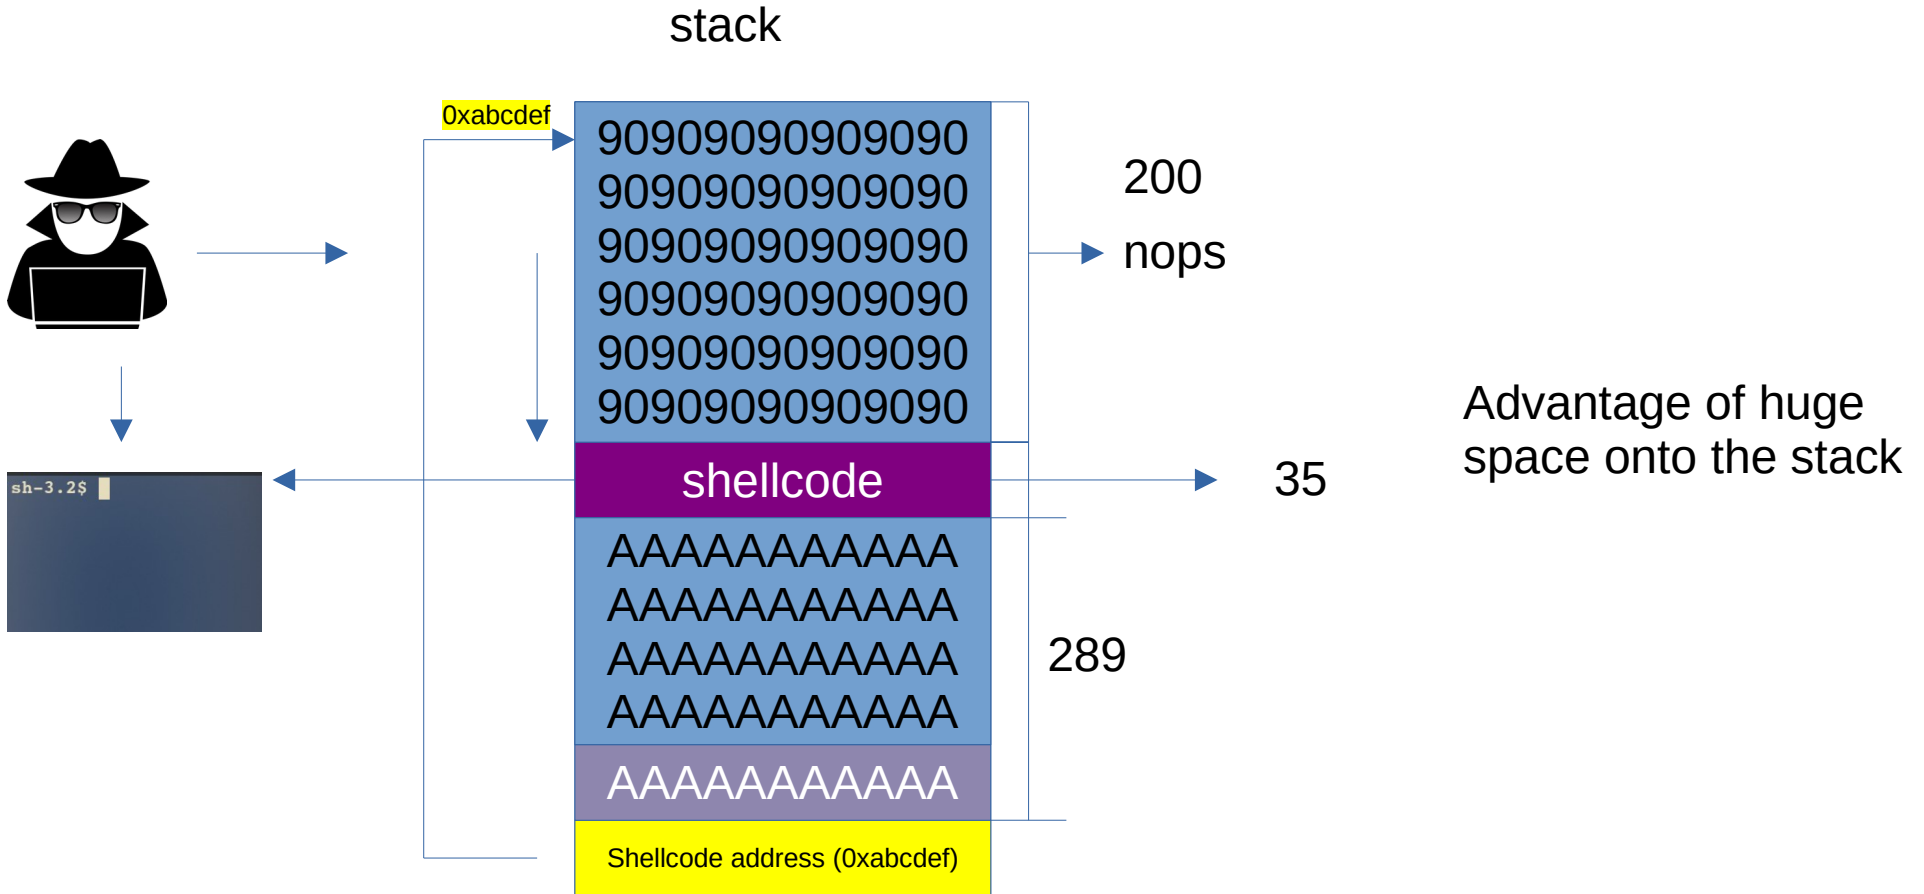 stack
0xabcdef
90909090909090
90909090909090
90909090909090
90909090909090
90909090909090
90909090909090
200
nops
Advantage of huge
space onto the stack
shellcode
35
sh-3.2$
AAAAAAAAAAA
AAAAAAAAAAA
AAAAAAAAAAA
AAAAAAAAAAA
289
AAAAAAAAAAA
Shellcode address (0xabcdef)